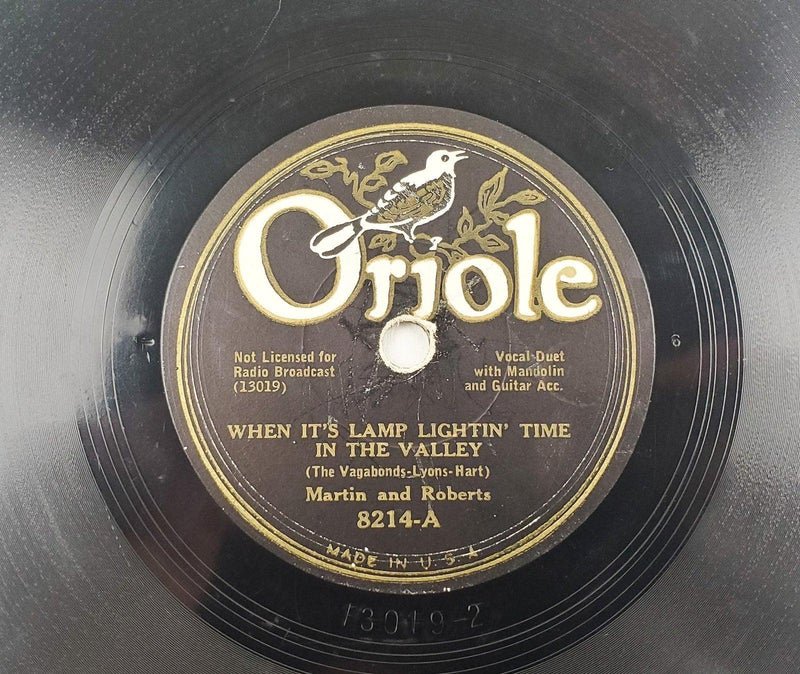 Oriole
Not Licensed for
Radio Broadcast
(13019)
Vocal Duet
with Mandolin
and Guitar Acc.
WHEN IT'S LAMP LIGHTIN' TIME
IN THE VALLEY
(The Vagabonds-Lyons-Hart)
Martin and Roberts
8214-A
MADE IN U.S.A
13019-2
6